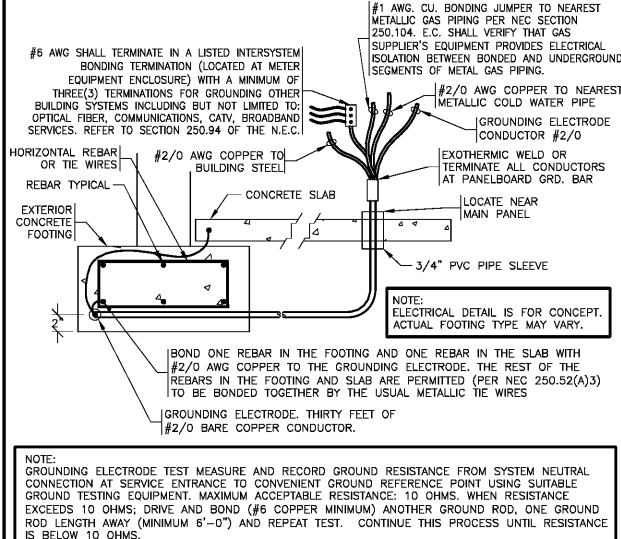 #1 AWG. CU. BONDING JUMPER TO NEAREST
METALLIC GAS PIPING PER NEC SECTION
250.104. E.C. SHALL VERIFY THAT GAS
SUPPLIER'S EQUIPMENT PROVIDES ELECTRICAL
ISOLATION BETWEEN BONDED AND UNDERGROUND
SEGMENTS OF METAL GAS PIPING.
#6 AWG SHALL TERMINATE IN A LISTED INTERSYSTEM
BONDING TERMINATION (LOCATED AT METER
EQUIPMENT ENCLOSURE) WITH A MINIMUM OF
THREE(3) TERMINATIONS FOR GROUNDING OTHER
BUILDING SYSTEMS INCLUDING BUT NOT LIMITED TO:
OPTICAL FIBER, COMMUNICATIONS, CATV, BROADBAND
SERVICES. REFER TO SECTION 250.94 OF THE N.E.C.
#2/0 AWG COPPER TO NEAREST
METALLIC COLD WATER PIPE
GROUNDING ELECTRODE
CONDUCTOR #2/0
HORIZONTAL REBAR
OR TIE WIRES
#2/0 AWG COPPER TO
BUILDING STEEL
EXOTHERMIC WELD OR
TERMINATE ALL CONDUCTORS
AT PANELBOARD GRD. BAR
REBAR TYPICAL
CONCRETE SLAB
LOCATE NEAR
MAIN PANEL
EXTERIOR
CONCRETE
FOOTING
3/4" PVC PIPE SLEEVE
NOTE:
ELECTRICAL DETAIL IS FOR CONCEPT.
ACTUAL FOOTING TYPE MAY VARY.
2"
BOND ONE REBAR IN THE FOOTING AND ONE REBAR IN THE SLAB WITH
#2/0 AWG COPPER TO THE GROUNDING ELECTRODE. THE REST OF THE
REBARS IN THE FOOTING AND SLAB ARE PERMITTED (PER NEC 250.52(A)3)
TO BE BONDED TOGETHER BY THE USUAL METALLIC TIE WIRES
GROUNDING ELECTRODE. THIRTY FEET OF
#2/0 BARE COPPER CONDUCTOR.
NOTE:
GROUNDING ELECTRODE TEST MEASURE AND RECORD GROUND RESISTANCE FROM SYSTEM NEUTRAL
CONNECTION AT SERVICE ENTRANCE TO CONVENIENT GROUND REFERENCE POINT USING SUITABLE
GROUND TESTING EQUIPMENT. MAXIMUM ACCEPTABLE RESISTANCE: 10 OHMS. WHEN RESISTANCE
EXCEEDS 10 OHMS; DRIVE AND BOND (#6 COPPER MINIMUM) ANOTHER GROUND ROD, ONE GROUND
ROD LENGTH AWAY (MINIMUM 6'-0") AND REPEAT TEST. CONTINUE THIS PROCESS UNTIL RESISTANCE
IS BELOW 10 OHMS.